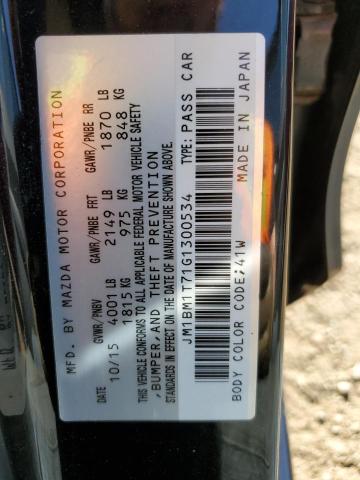 MFD. BY MAZDA MOTOR CORPORATION
DATE GVWR/PNBV GAWR/PNBE FRT GAWR/PNBE RR
10/15 4001 LB 2149 LB 1870 LB
1815 KG 975 KG 848 KG
THIS VEHICLE CONFORMS TO ALL APPLICABLE FEDERAL MOTOR VEHICLE SAFETY
,BUMPER,AND THEFT PREVENTION
STANDARDS IN EFFECT ON THE DATE OF MANUFACTURE SHOWN ABOVE.
JM1BM1T71G1300534 TYPE: PASS CAR
BODY COLOR CODE;41W MADE IN JAPAN